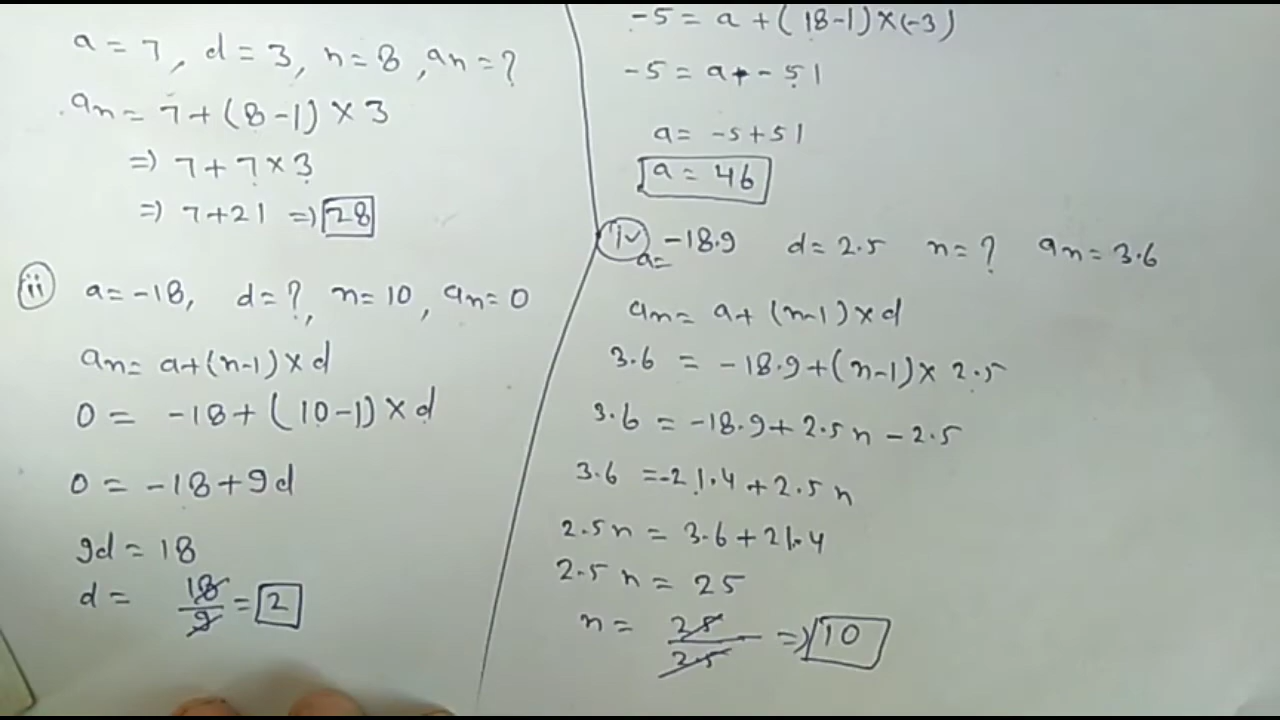 a = 7, d = 3, n = 8, an = ?
an = 7 + (8-1) × 3
=) 7 + 7 × 3
=) 7 + 21 =) 28
ii a = -18, d = ?, n = 10, an = 0
an = a + (n-1) × d
0 = -18 + (10-1) × d
0 = -18 + 9d
9d = 18
d = 18/9 = 2
-5 = a + (18-1) × (-3)
-5 = a + - 51
a = -5 + 51
a = 46
iv a = -18.9 d = 2.5 n = ? an = 3.6
an = a + (n-1) × d
3.6 = -18.9 + (n-1) × 2.5
3.6 = -18.9 + 2.5 n - 2.5
3.6 = -21.4 + 2.5 n
2.5 n = 3.6 + 21.4
2.5 n = 25
n = 25/2.5 =) 10